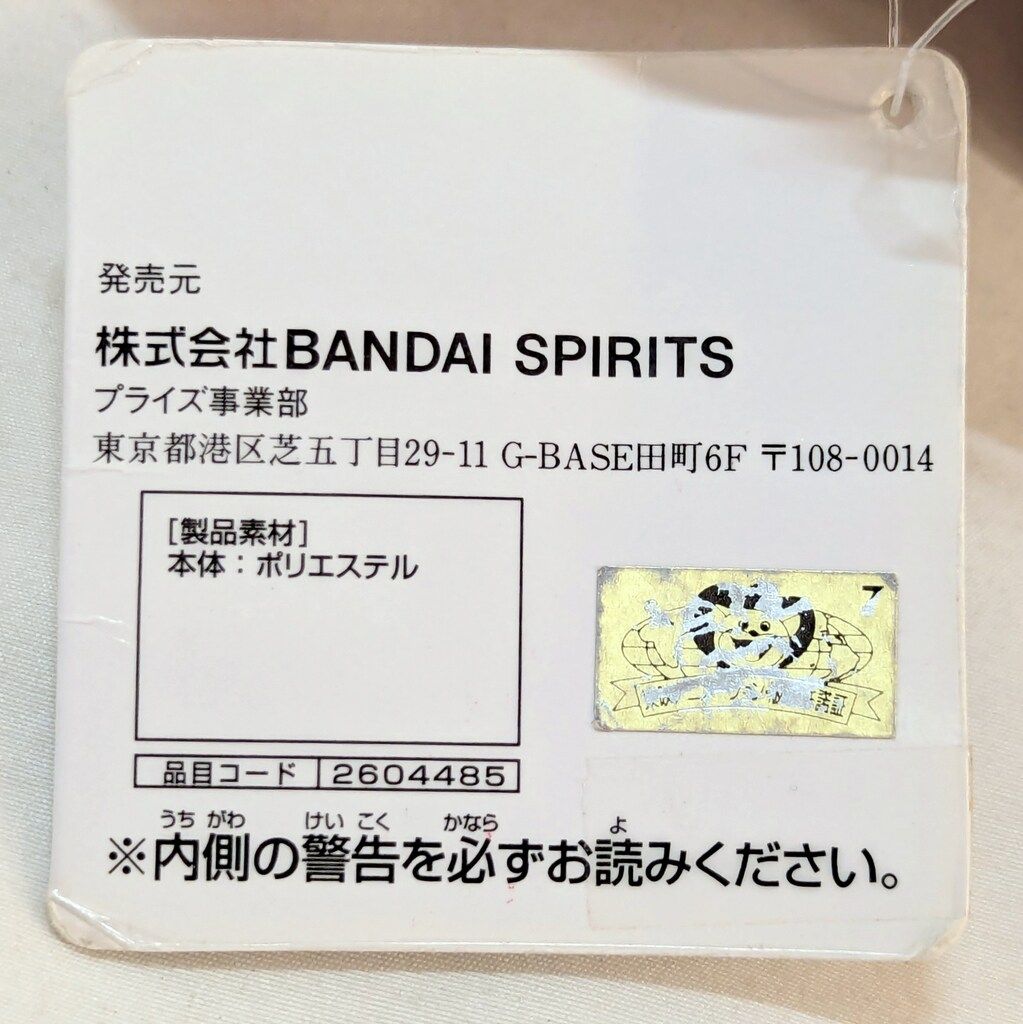 発売元
株式会社BANDAI SPIRITS
プライズ事業部
東京都港区芝五丁目29-11 G-BASE田町6F 〒108-0014
[製品素材]
本体：ポリエステル
7
許証
品目コード 2604485
うち がわ けい こく かなら よ
※内側の警告を必ずお読みください。